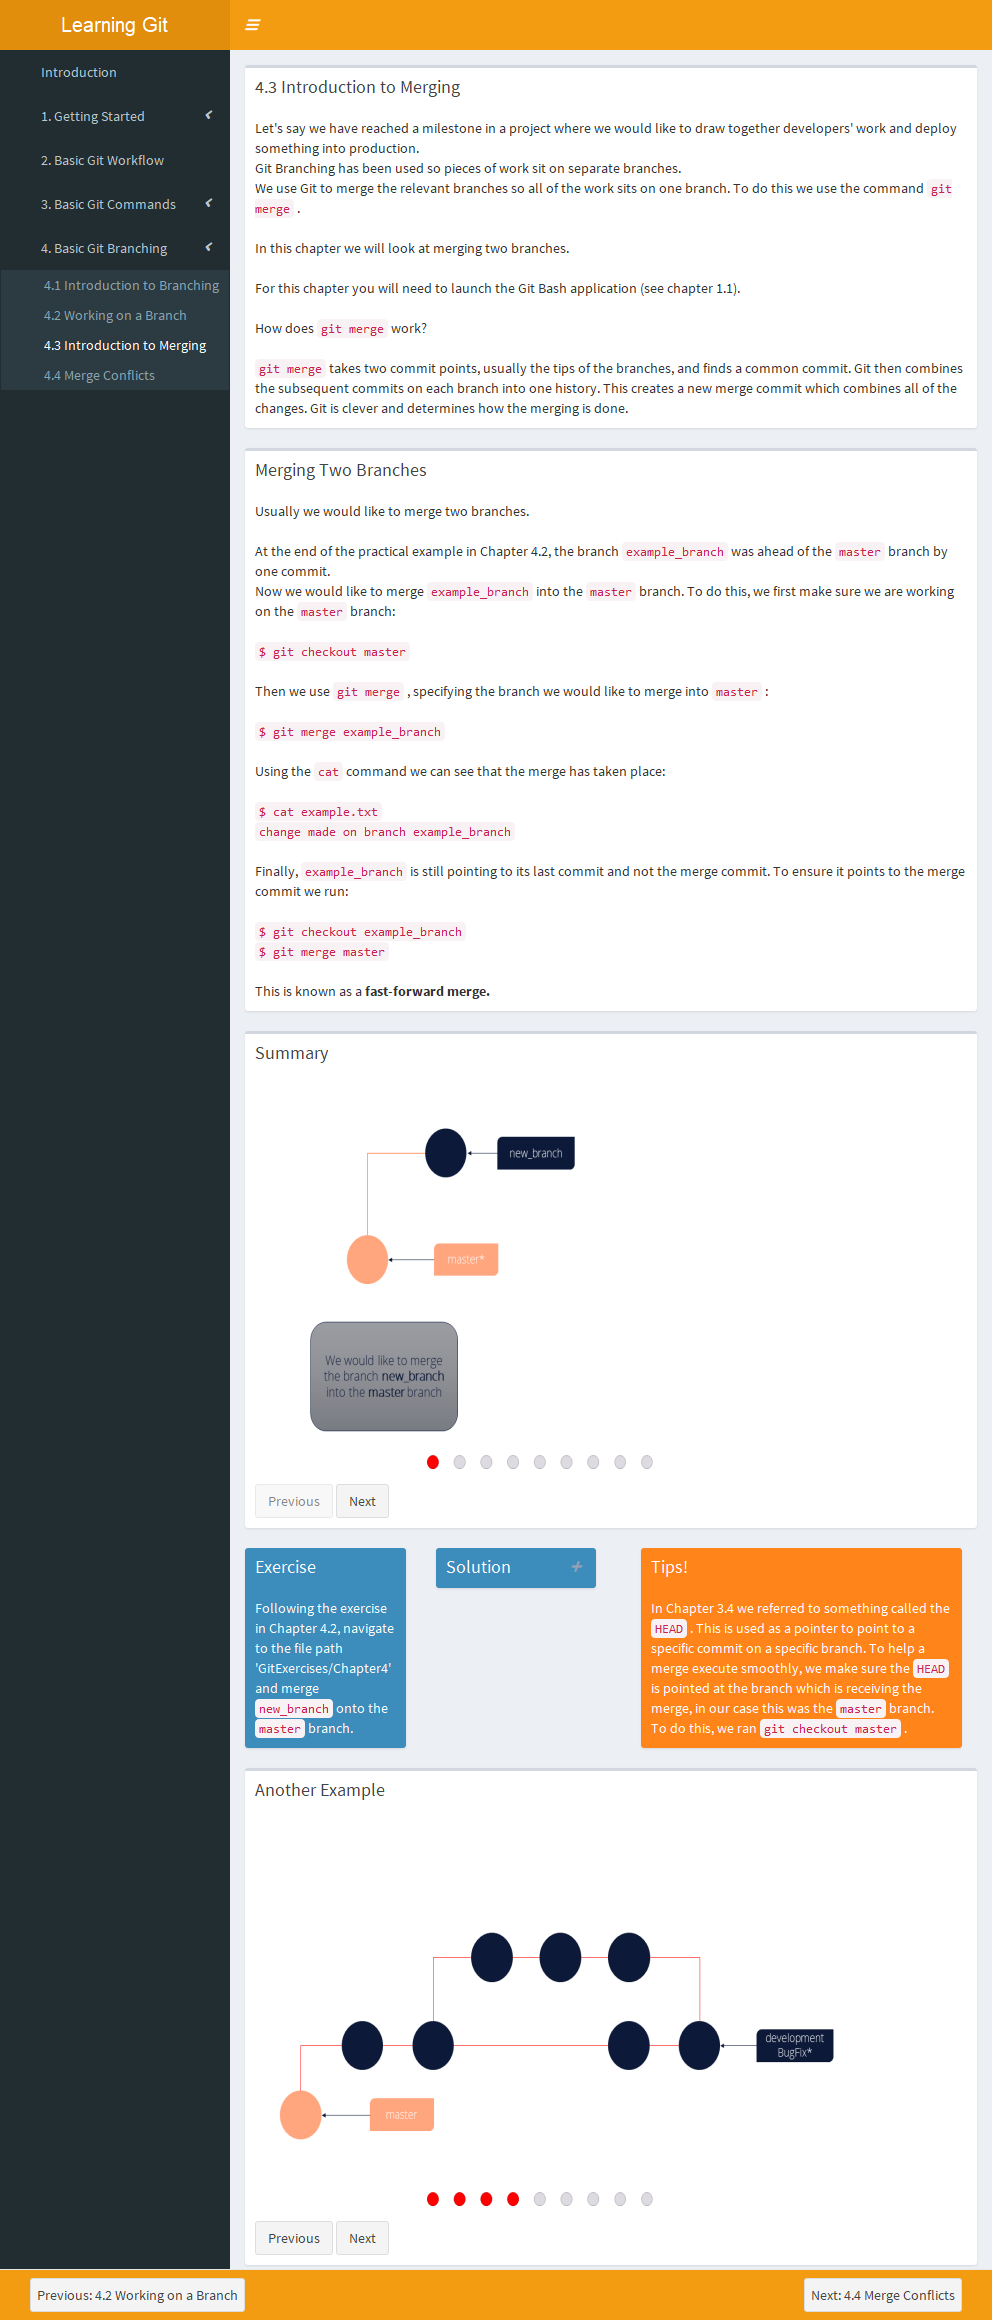 Learning Git
Introduction
1. Getting Started
2. Basic Git Workflow
3. Basic Git Commands
4. Basic Git Branching
4.1 Introduction to Branching
4.2 Working on a Branch
4.3 Introduction to Merging
4.4 Merge Conflicts
4.3 Introduction to Merging
Let's say we have reached a milestone in a project where we would like to draw together developers' work and deploy
something into production.
Git Branching has been used so pieces of work sit on separate branches.
We use Git to merge the relevant branches so all of the work sits on one branch. To do this we use the command git
merge .
In this chapter we will look at merging two branches.
For this chapter you will need to launch the Git Bash application (see chapter 1.1).
How does git merge work?
git merge takes two commit points, usually the tips of the branches, and finds a common commit. Git then combines
the subsequent commits on each branch into one history. This creates a new merge commit which combines all of the
changes. Git is clever and determines how the merging is done.
Merging Two Branches
Usually we would like to merge two branches.
At the end of the practical example in Chapter 4.2, the branch example_branch was ahead of the master branch by
one commit.
Now we would like to merge example_branch into the master branch. To do this, we first make sure we are working
on the master branch:
$ git checkout master
Then we use git merge , specifying the branch we would like to merge into master :
$ git merge example_branch
Using the cat command we can see that the merge has taken place:
$ cat example.txt
change made on branch example_branch
Finally, example_branch is still pointing to its last commit and not the merge commit. To ensure it points to the merge
commit we run:
$ git checkout example_branch
$ git merge master
This is known as a fast-forward merge.
Summary
new_branch
master*
We would like to merge
the branch new_branch
into the master branch
Previous
Next
Exercise
Following the exercise
in Chapter 4.2, navigate
to the file path
'GitExercises/Chapter4'
and merge
new_branch onto the
master branch.
Solution
Tips!
In Chapter 3.4 we referred to something called the
HEAD . This is used as a pointer to point to a
specific commit on a specific branch. To help a
merge execute smoothly, we make sure the HEAD
is pointed at the branch which is receiving the
merge, in our case this was the master branch.
To do this, we ran git checkout master .
Another Example
development
BugFix*
master
Previous
Next
Previous: 4.2 Working on a Branch
Next: 4.4 Merge Conflicts